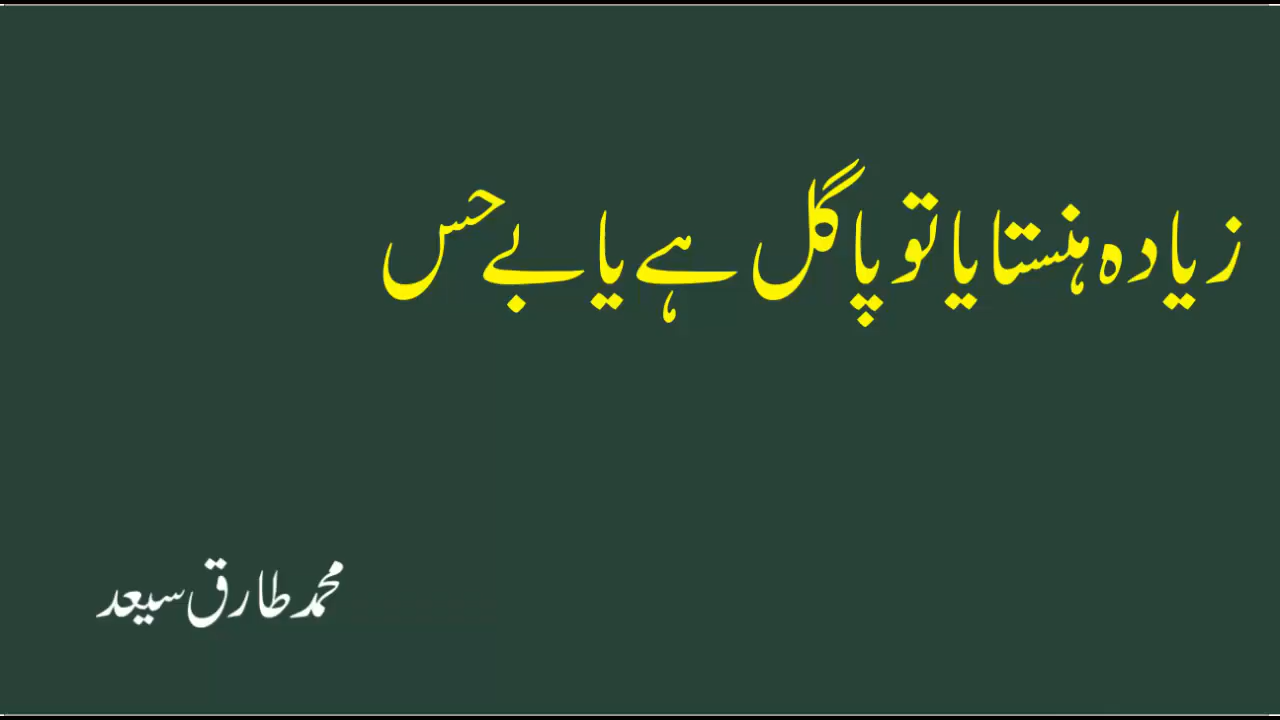 زیادہ ہنستا یا تو پاگل ہے یا بے حس
محمد طارق سیعد